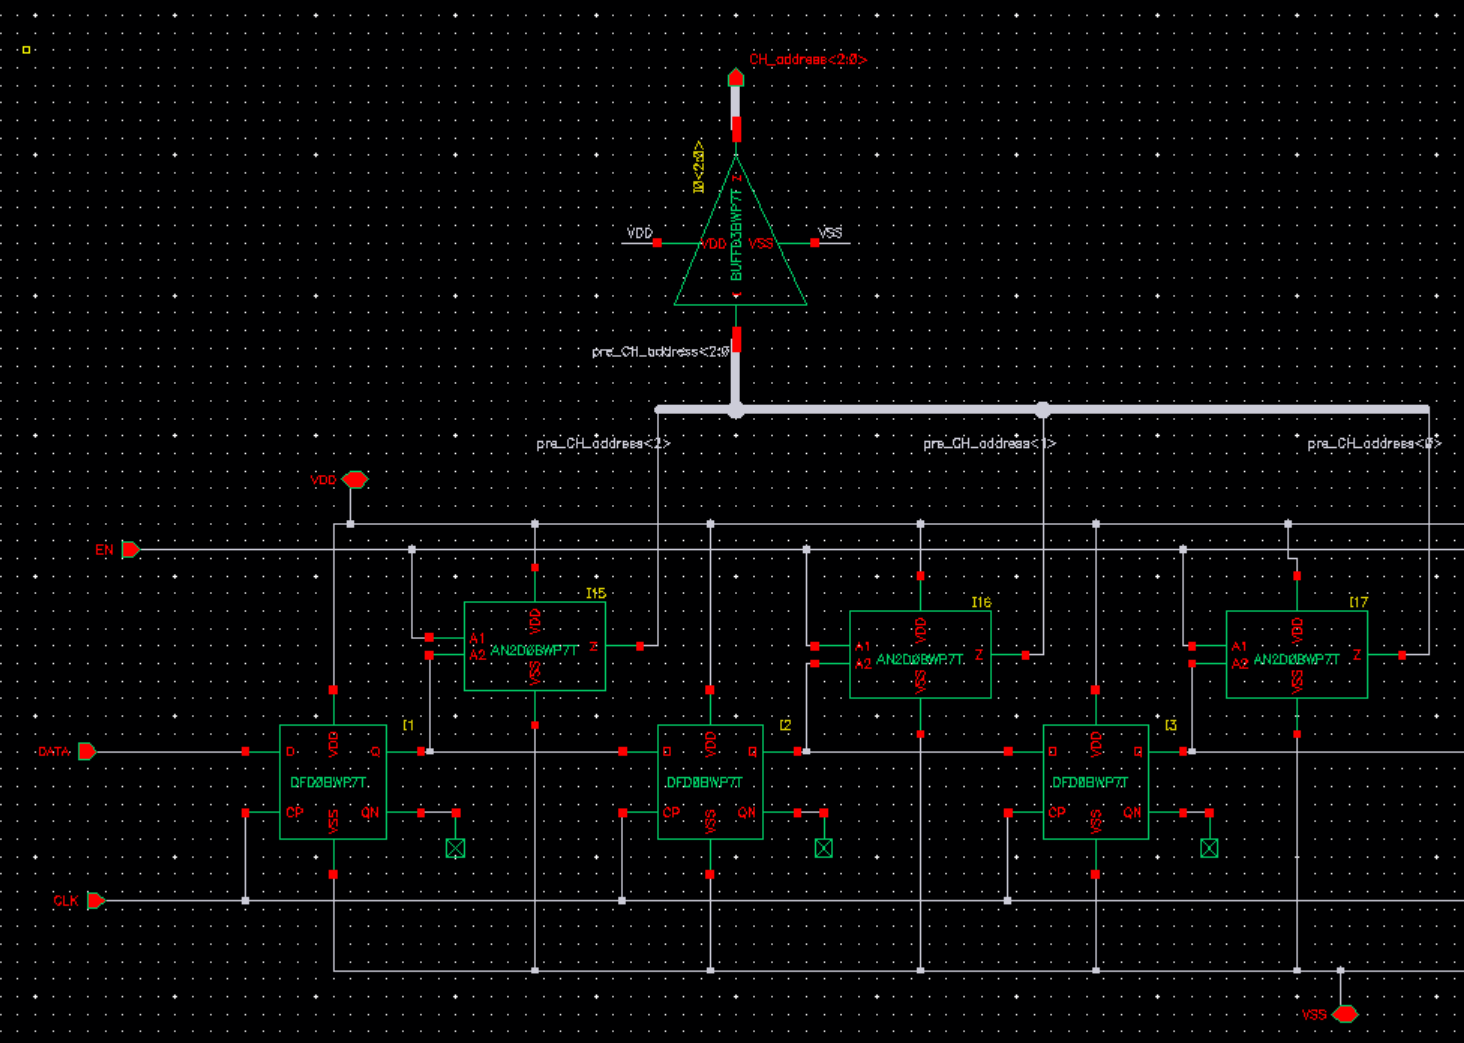 CH_address<2:0>
I0<2:0>
Z
BUFFD3BWP7T
VDD
VDD
VSS
VSS
I
pre_CH_address<2:0
pre_CH_address<2>
pre_CH_address<1>
pre_CH_address<0>
VDD
EN
I15
I16
I17
VDD
A1
A2
AN2D0BWP7T
Z
VSS
VDD
A1
A2
AN2D0BWP7T
Z
VSS
VDD
A1
A2
AN2D0BWP7T
Z
VSS
I1
I2
I3
DATA
D
VDD
Q
DFD0BWP7T
CP
VSS
QN
D
VDD
Q
DFD0BWP7T
CP
VSS
QN
D
VDD
Q
DFD0BWP7T
CP
VSS
QN
CLK
VSS